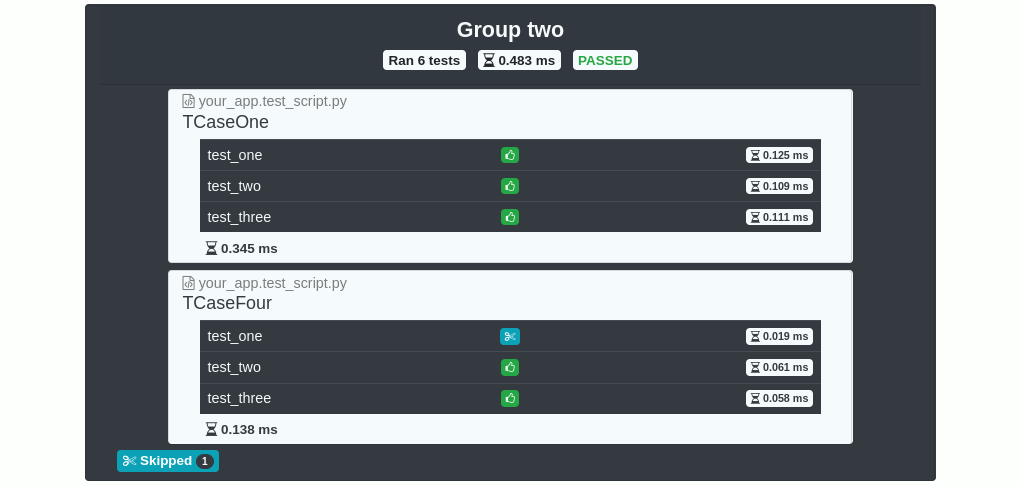 Group two
Ran 6 tests 0.483 ms PASSED
your_app.test_script.py
TCaseOne
test_one 0.125 ms
test_two 0.109 ms
test_three 0.111 ms
0.345 ms
your_app.test_script.py
TCaseFour
test_one 0.019 ms
test_two 0.061 ms
test_three 0.058 ms
0.138 ms
Skipped 1